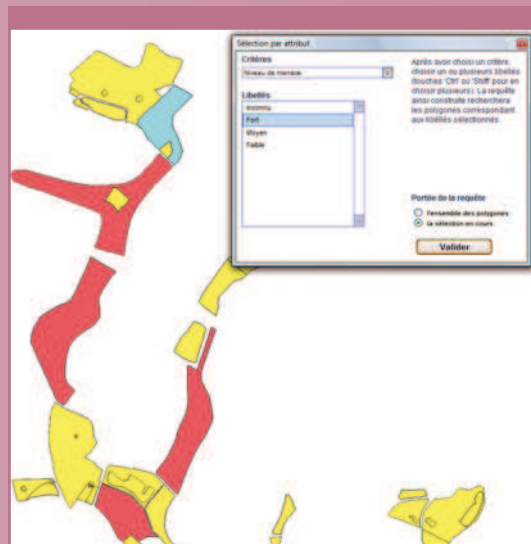 Sélection par attribut
Critères
Niveau de menace
Libellés
Inconnu
Fort
Moyen
Faible
Après avoir choisi un critère,
choisir un ou plusieurs libellés
(touches 'Ctrl' ou 'Shift' pour en
choisir plusieurs). La requête
ainsi construite recherchera
les polygones correspondant
aux libellés sélectionnés.
Portée de la requête
l'ensemble des polygones
la sélection en cours
Valider